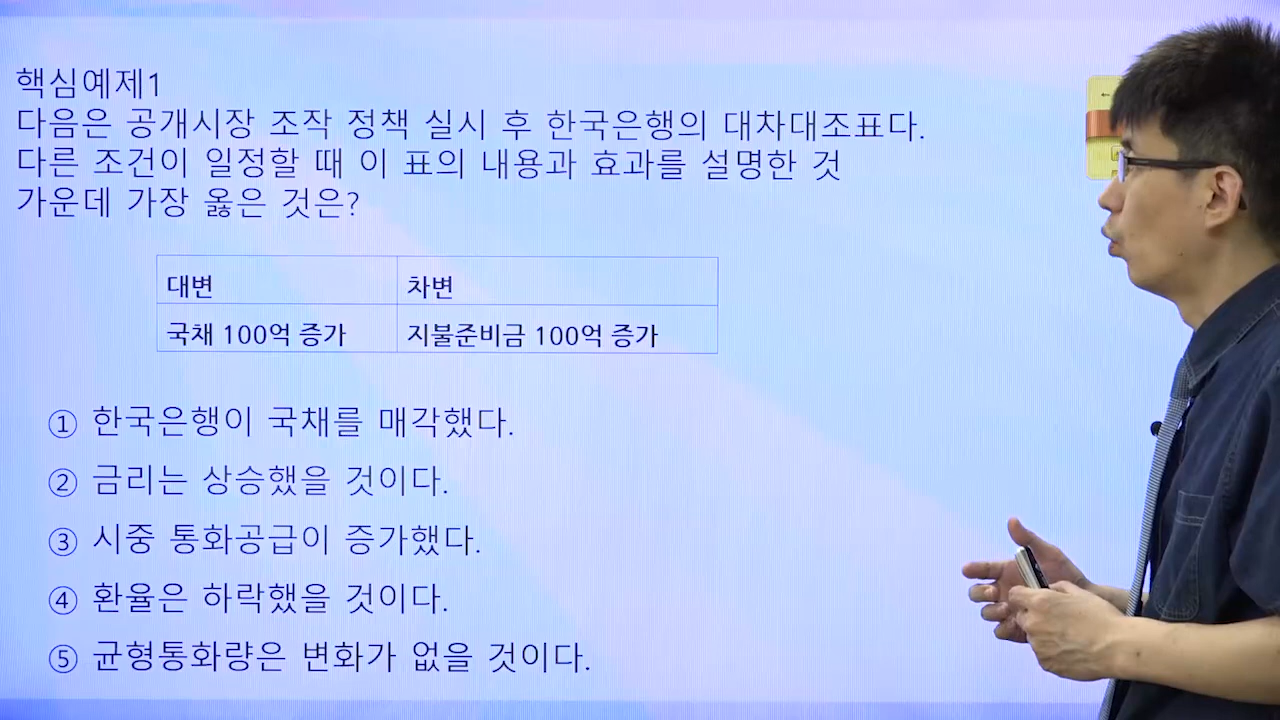 핵심예제1
다음은 공개시장 조작 정책 실시 후 한국은행의 대차대조표다.
다른 조건이 일정할 때 이 표의 내용과 효과를 설명한 것
가운데 가장 옳은 것은?
대변 차변
국채 100억 증가 지불준비금 100억 증가
① 한국은행이 국채를 매각했다.
② 금리는 상승했을 것이다.
③ 시중 통화공급이 증가했다.
④ 환율은 하락했을 것이다.
⑤ 균형통화량은 변화가 없을 것이다.